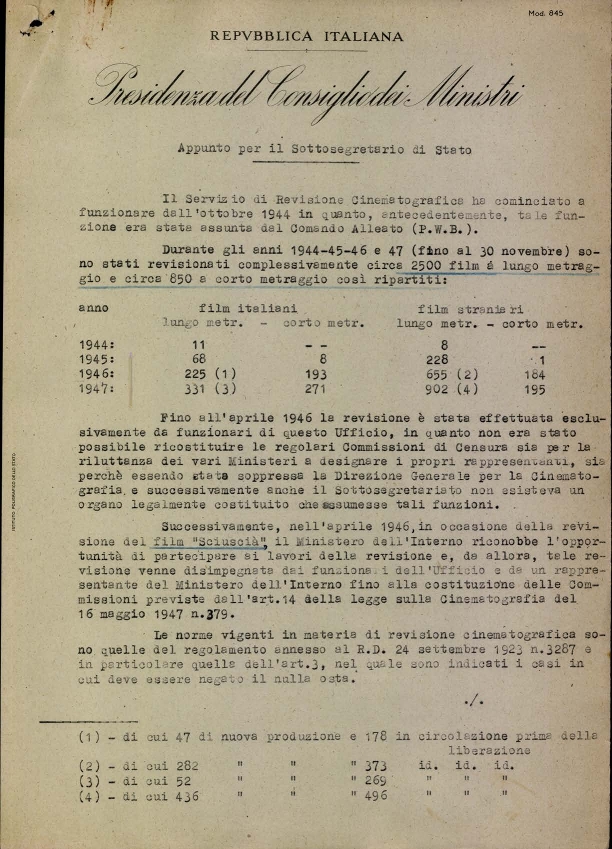 Mod. 845
REPVBBLICA ITALIANA
Presidenza del Consiglio dei Ministri
Appunto per il Sottosegretario di Stato
Il Servizio di Revisione Cinematografica ha cominciato a
funzionare dall'ottobre 1944 in quanto, antecedentemente, tale fun-
zione era stata assunta dal Comando Alleato (P.W.B.).
Durante gli anni 1944-45-46 e 47 (fino al 30 novembre) so-
no stati revisionati complessivamente circa 2500 film á lungo metrag-
gio e circa 850 a corto metraggio così ripartiti:
anno film italiani film stranieri
lungo metr. - corto metr. lungo metr. - corto metr.
1944: 11 -- 8 --
1945: 68 8 228 1
1946: 225 (1) 193 655 (2) 184
1947: 331 (3) 271 902 (4) 195
Fino all'aprile 1946 la revisione è stata effettuata esclu-
sivamente da funzionari di questo Ufficio, in quanto non era stato
possibile ricostituire le regolari Commissioni di Censura sia per la
riluttanza dei vari Ministeri a designare i propri rappresentanti, sia
perchè essendo stata soppressa la Direzione Generale per la Cinemato-
grafia, e successivamente anche il Sottosegretariato non esisteva un
organo legalmente costituito che assumesse tali funzioni.
Successivamente, nell'aprile 1946, in occasione della revi-
sione del film "Sciuscià", il Ministero dell'Interno riconobbe l'oppor-
tunità di partecipare ai lavori della revisione e, da allora, tale re-
visione venne disimpegnata dai funziona.i dell'Ufficio e da un rappre-
sentante del Ministero dell'Interno fino alla costituzione delle Com-
missioni previste dall'art.14 della legge sulla Cinematografia del
16 maggio 1947 n.379.
Le norme vigenti in materia di revisione cinematografica so-
no quelle del regolamento annesso al R.D. 24 settembre 1923 n.3287 e
in particolare quella dell'art.3, nel quale sono indicati i casi in
cui deve essere negato il nulla osta.
./.
(1) - di cui 47 di nuova produzione e 178 in circolazione prima della
liberazione
(2) - di cui 282 " " " 373 id. id. id.
(3) - di cui 52 " " " 269 " " "
(4) - di cui 436 " " " 496 " " "